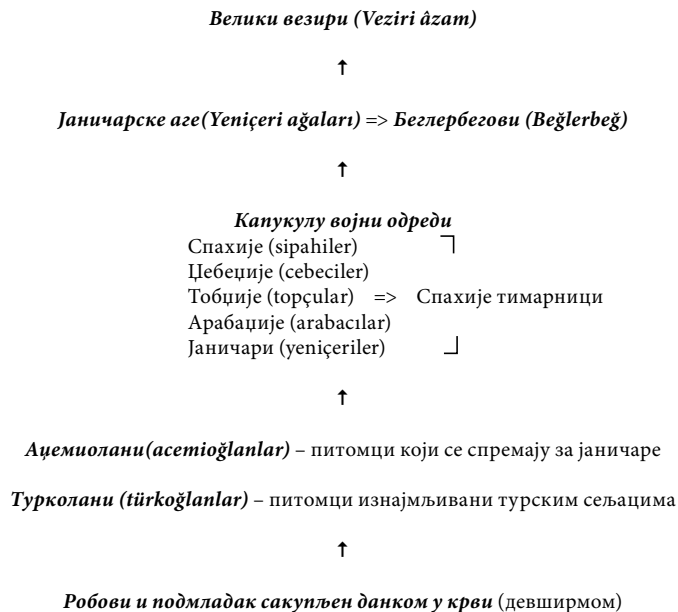 Велики везири (Veziri âzam)
↑
Јаничарске аге(Yeniçeri ağaları) => Беглербегови (Beğlerbeğ)
↑
Капукулу војни одреди
Спахије (sipahiler)
Џебеџије (cebeciler)
Тобџије (topçular) => Спахије тимарници
Арабаџије (arabacılar)
Јаничари (yeniçeriler)
↑
Аџемиолани(acemioğlanlar) – питомци који се спремају за јаничаре
Турколани (türkoğlanlar) – питомци изнајмљивани турским сељацима
↑
Робови и подмладак сакупљен данком у крви (девширмом)